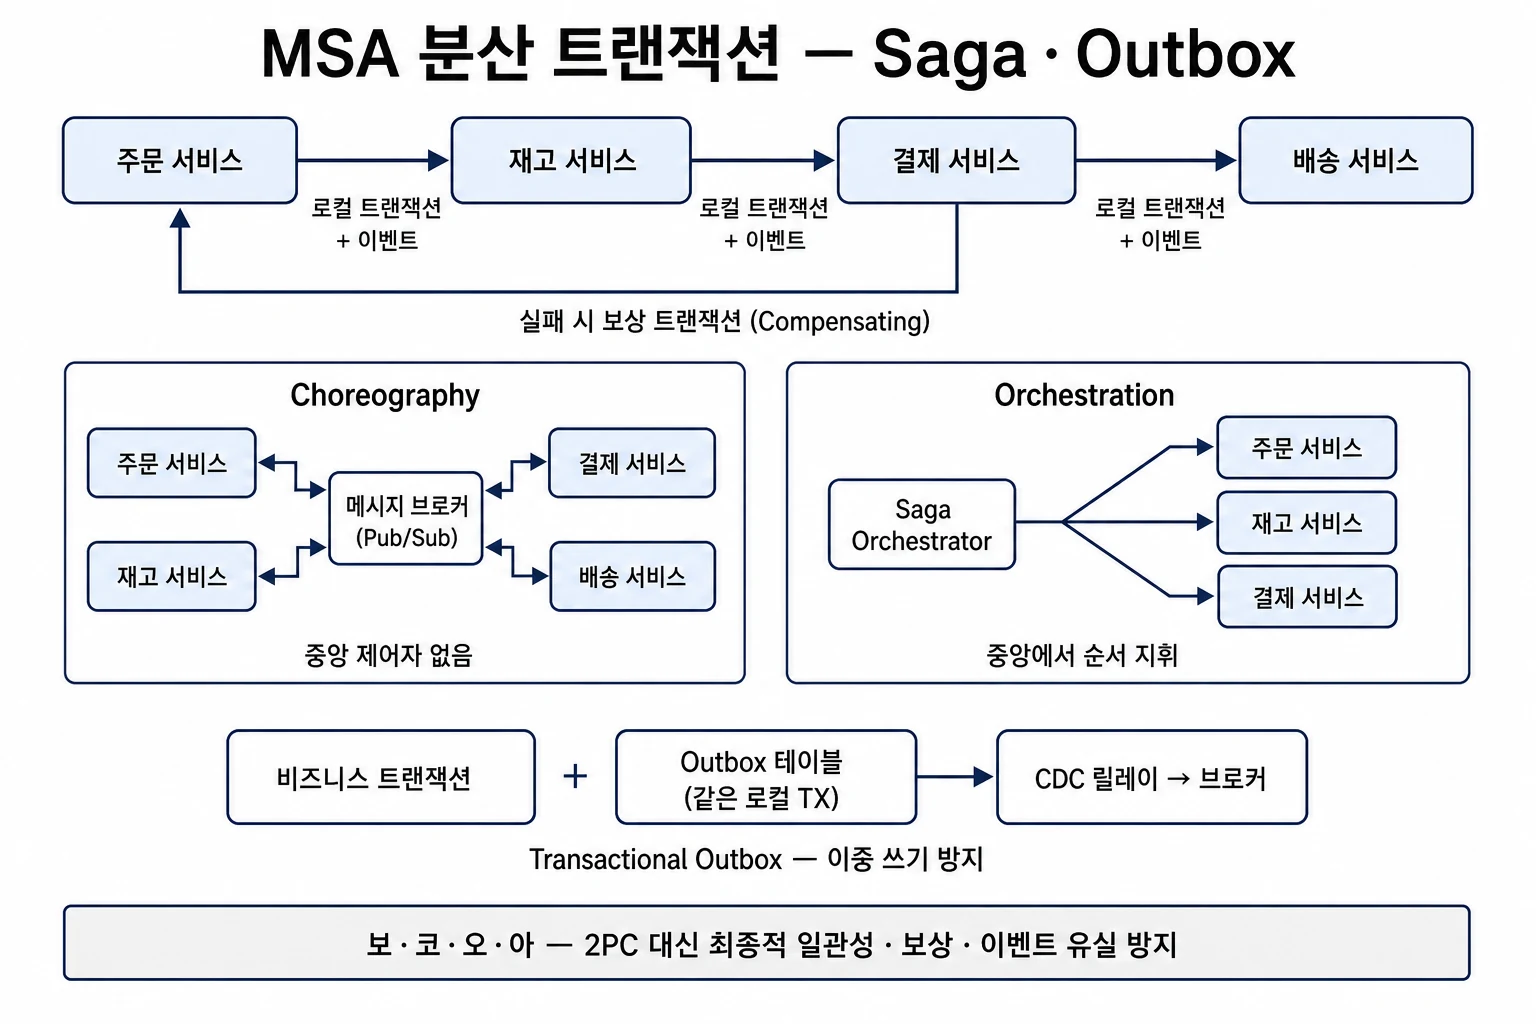 MSA 분산 트랜잭션 — Saga · Outbox
주문 서비스
재고 서비스
결제 서비스
배송 서비스
로컬 트랜잭션
+ 이벤트
로컬 트랜잭션
+ 이벤트
로컬 트랜잭션
+ 이벤트
실패 시 보상 트랜잭션 (Compensating)
Choreography
주문 서비스
결제 서비스
메시지 브로커
(Pub/Sub)
재고 서비스
배송 서비스
중앙 제어자 없음
Orchestration
Saga
Orchestrator
주문 서비스
재고 서비스
결제 서비스
중앙에서 순서 지휘
비즈니스 트랜잭션
+
Outbox 테이블
(같은 로컬 TX)
CDC 릴레이 → 브로커
Transactional Outbox — 이중 쓰기 방지
보 · 코 · 오 · 아 — 2PC 대신 최종적 일관성 · 보상 · 이벤트 유실 방지